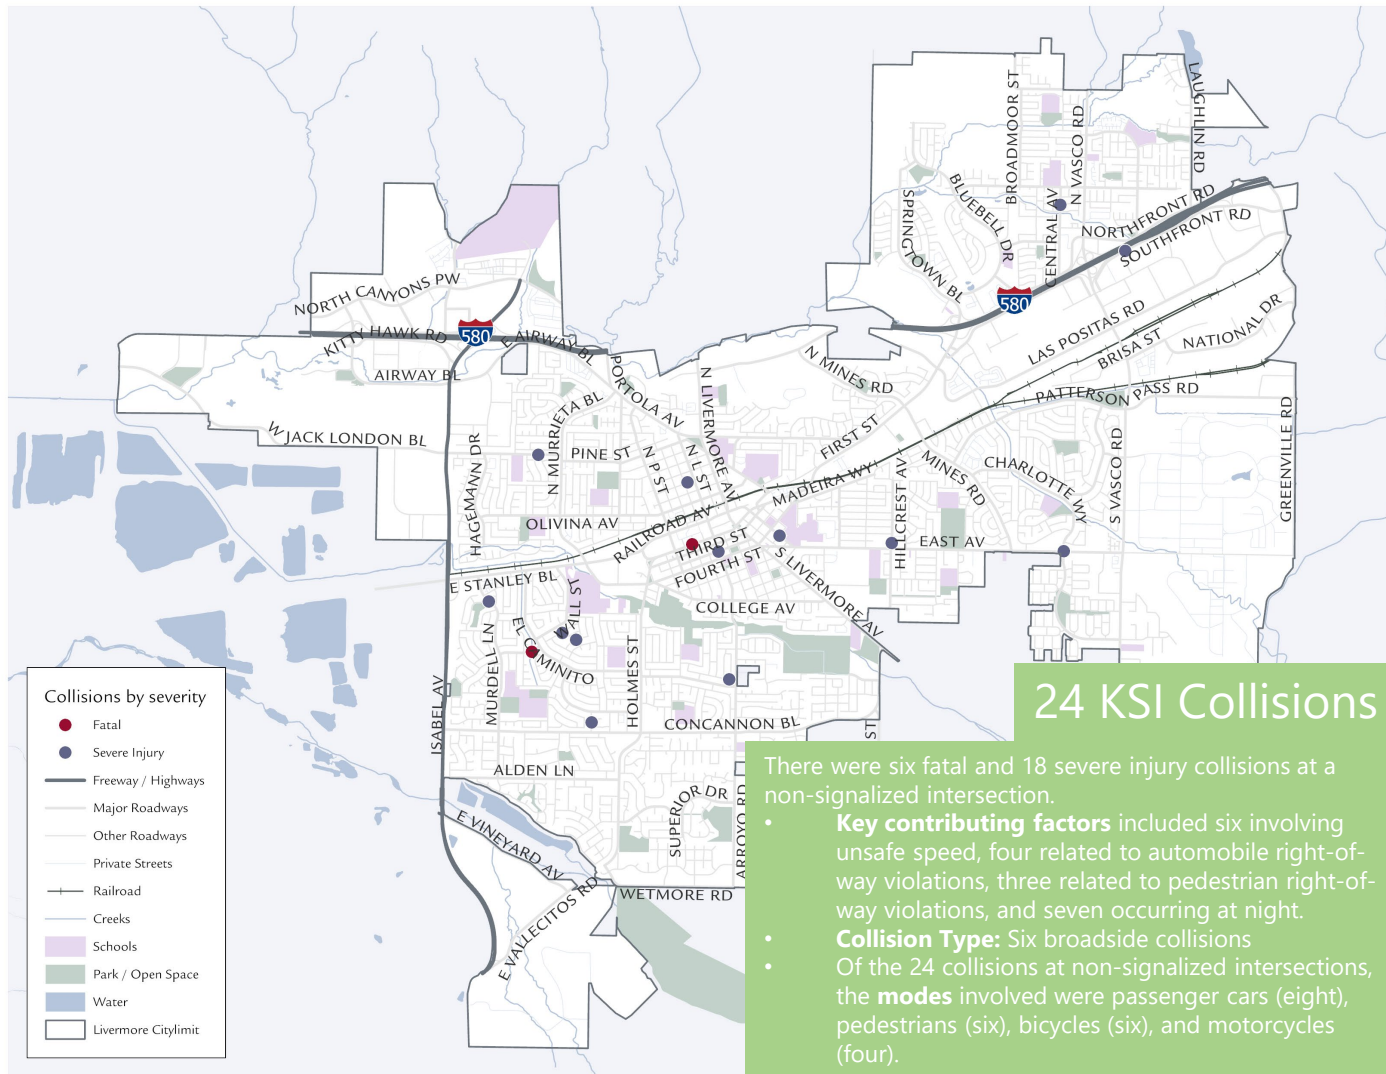 LAUGHLIN RD
BROADMOOR ST
N VASCO RD
BLUEBELL DR
SPRINGTOWN BL
CENTRAL AV
NORTHFRONT RD
SOUTHFRONT RD
580
NORTH CANYONS PW
KITTY HAWK RD
580
E AIRWAY BL
AIRWAY BL
LAS POSITAS RD
BRISA ST
NATIONAL DR
N MINES RD
PORTOLA AV
N LIVERMORE AV
PATTERSON PASS RD
W JACK LONDON BL
HAGEMANN DR
N MURRIETA BL
PINE ST
N P ST
N L ST
FIRST ST
MADEIRA WY
HILLCREST AV
MINES RD
CHARLOTTE WY
S VASCO RD
GREENVILLE RD
OLIVINA AV
RAILROAD AV
THIRD ST
FOURTH ST
EAST AV
E STANLEY BL
WALL ST
COLLEGE AV
S LIVERMORE AV
MURDELL LN
EL CAMINITO
HOLMES ST
ISABEL AV
CONCANNON BL
ST
ALDEN LN
SUPERIOR DR
ARROYO RD
E VINEYARD AV
E VALLECITOS RD
WETMORE RD
Collisions by severity
Fatal
Severe Injury
Freeway / Highways
Major Roadways
Other Roadways
Private Streets
Railroad
Creeks
Schools
Park / Open Space
Water
Livermore Citylimit
24 KSI Collisions
There were six fatal and 18 severe injury collisions at a
non-signalized intersection.
• Key contributing factors included six involving
unsafe speed, four related to automobile right-of-
way violations, three related to pedestrian right-of-
way violations, and seven occurring at night.
• Collision Type: Six broadside collisions
• Of the 24 collisions at non-signalized intersections,
the modes involved were passenger cars (eight),
pedestrians (six), bicycles (six), and motorcycles
(four).